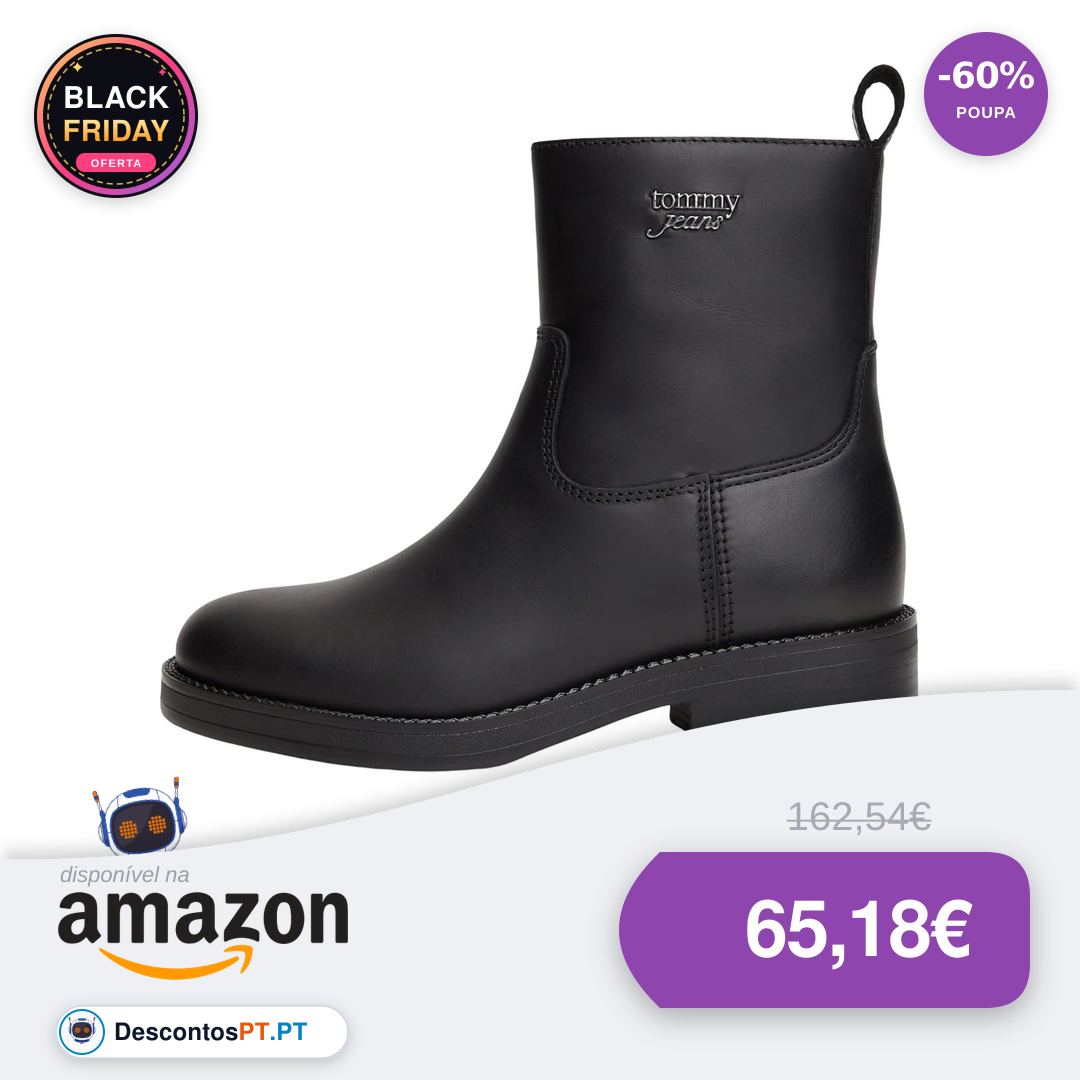 BLACK
FRIDAY
OFERTA
-60%
POUPA
tommy
jeans
162,54€
65,18€
disponível na
amazon
DescontosPT.PT